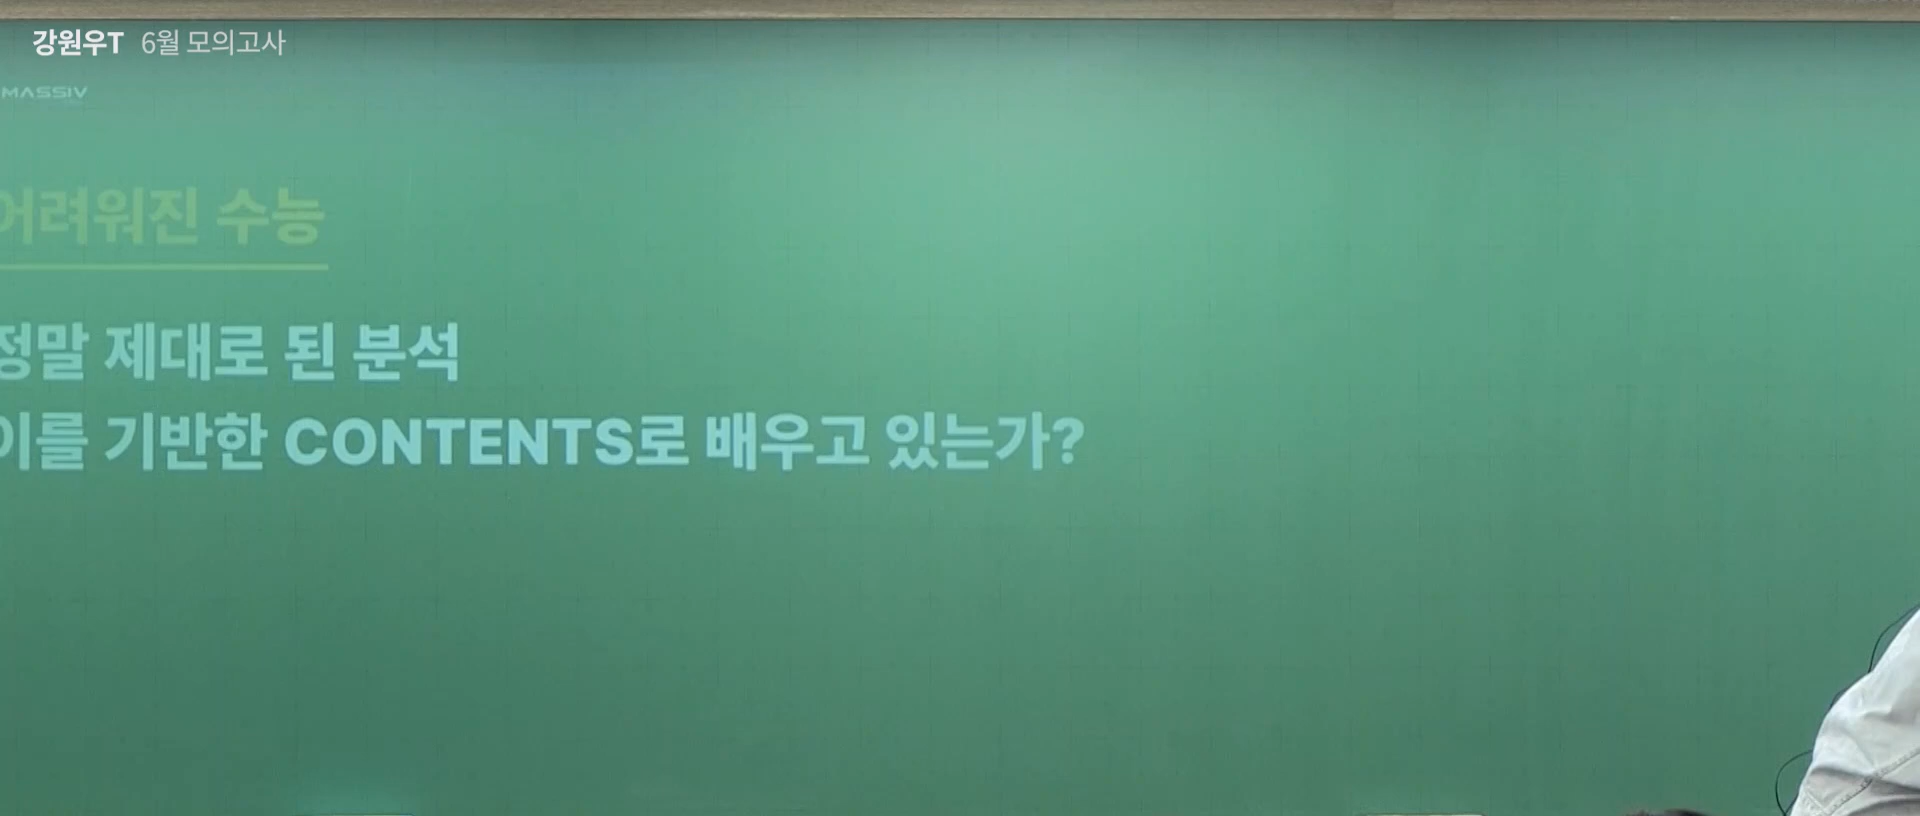 강원우T 6월 모의고사
MASSIV
어려워진 수능
정말 제대로 된 분석
이를 기반한 CONTENTS로 배우고 있는가?